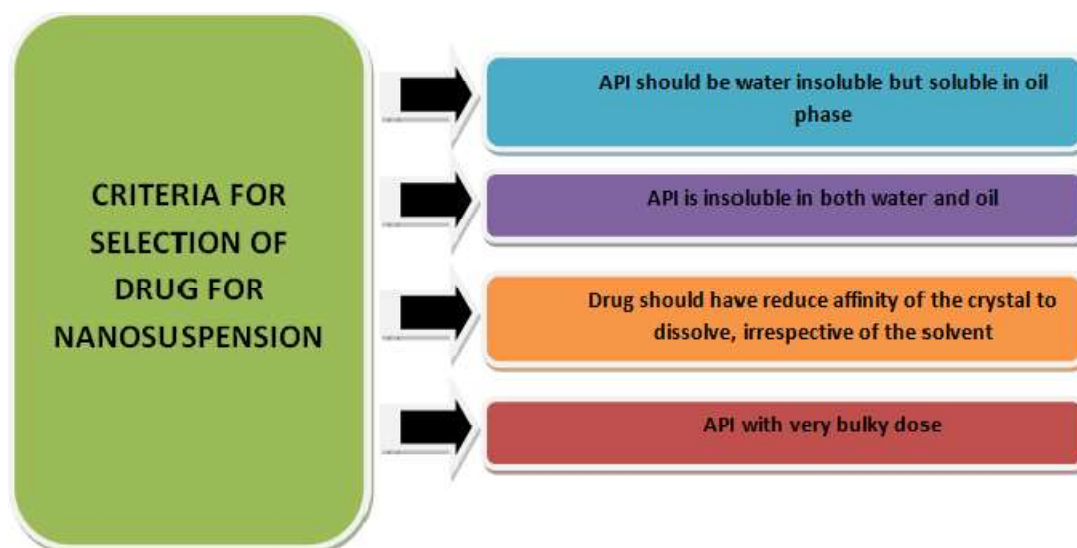 CRITERIA FOR
SELECTION OF
DRUG FOR
NANOSUSPENSION
API should be water insoluble but soluble in oil
phase
API is insoluble in both water and oil
Drug should have reduce affinity of the crystal to
dissolve, irrespective of the solvent
API with very bulky dose